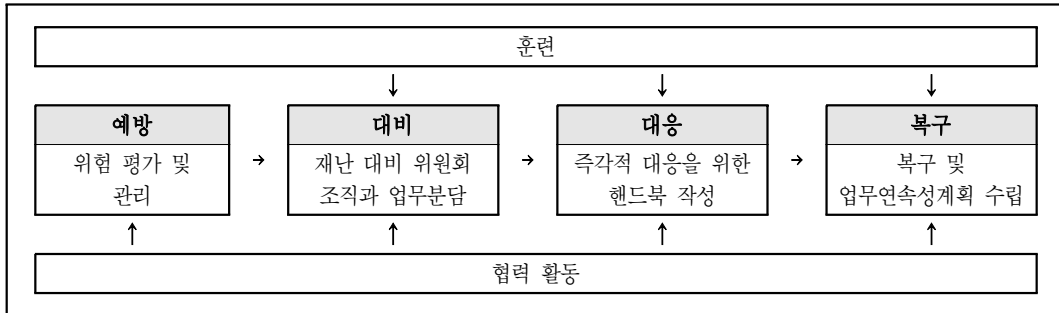 훈련
↓ ↓ ↓
예방
위험 평가 및
관리
→
대비
재난 대비 위원회
조직과 업무분담
→
대응
즉각적 대응을 위한
핸드북 작성
→
복구
복구 및
업무연속성계획 수립
↑ ↑ ↑ ↑
협력 활동